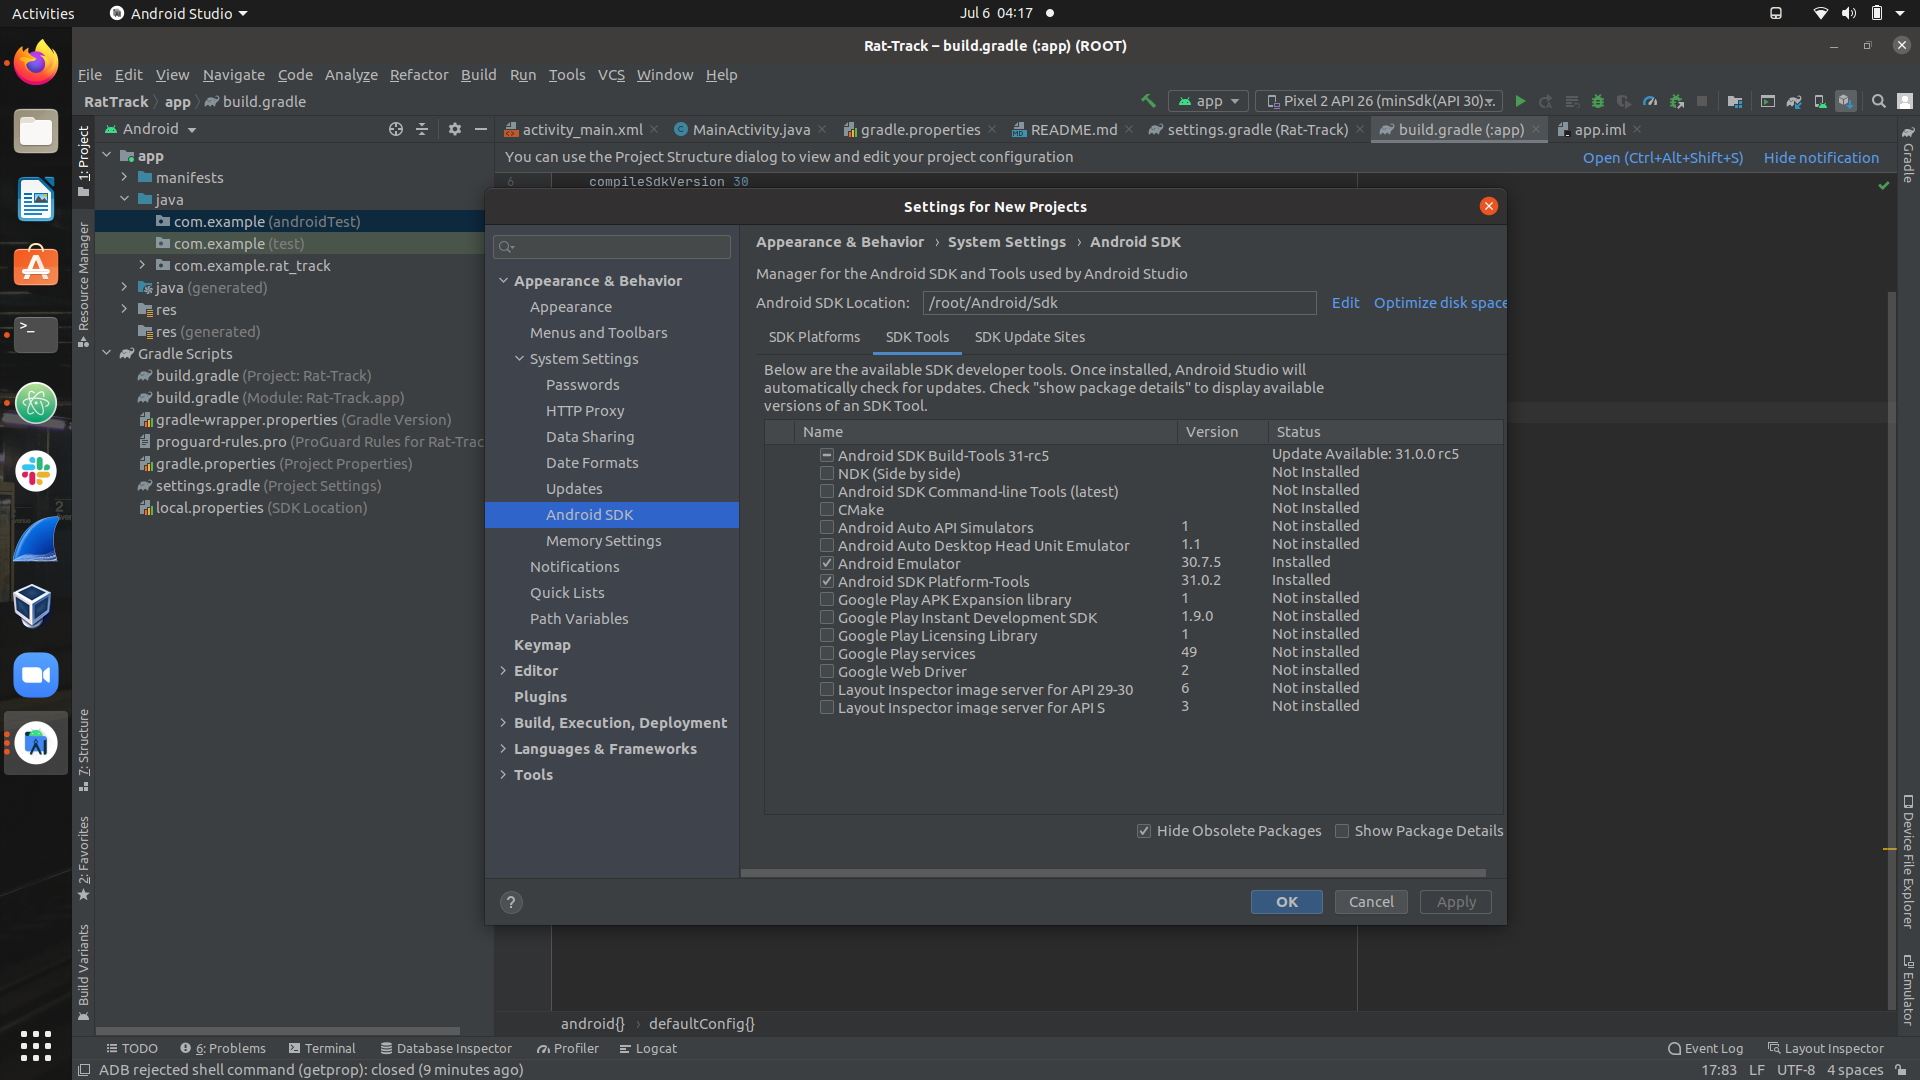 Activities
Android Studio
Jul 6 04:17
Rat-Track – build.gradle (:app) (ROOT)
File Edit View Navigate Code Analyze Refactor Build Run Tools VCS Window Help
RatTrack app build.gradle
app
Pixel 2 API 26 (minSdk(API 30)..
Android
activity_main.xml
MainActivity.java
gradle.properties
README.md
settings.gradle (Rat-Track)
build.gradle (:app)
app.iml
You can use the Project Structure dialog to view and edit your project configuration
Open (Ctrl+Alt+Shift+S)
Hide notification
6 compileSdkVersion 30
1: Project
Resource Manager
7: Structure
2: Favorites
Build Variants
app
manifests
java
com.example (androidTest)
com.example (test)
com.example.rat_track
java (generated)
res
res (generated)
Gradle Scripts
build.gradle (Project: Rat-Track)
build.gradle (Module: Rat-Track.app)
gradle-wrapper.properties (Gradle Version)
proguard-rules.pro (ProGuard Rules for Rat-Trac
gradle.properties (Project Properties)
settings.gradle (Project Settings)
local.properties (SDK Location)
Settings for New Projects
Appearance & Behavior
Appearance
Menus and Toolbars
System Settings
Passwords
HTTP Proxy
Data Sharing
Date Formats
Updates
Android SDK
Memory Settings
Notifications
Quick Lists
Path Variables
Keymap
Editor
Plugins
Build, Execution, Deployment
Languages & Frameworks
Tools
Appearance & Behavior › System Settings › Android SDK
Manager for the Android SDK and Tools used by Android Studio
Android SDK Location: /root/Android/Sdk Edit Optimize disk space
SDK Platforms SDK Tools SDK Update Sites
Below are the available SDK developer tools. Once installed, Android Studio will
automatically check for updates. Check "show package details" to display available
versions of an SDK Tool.
Name Version Status
Android SDK Build-Tools 31-rc5 Update Available: 31.0.0 rc5
NDK (Side by side) Not Installed
Android SDK Command-line Tools (latest) Not Installed
CMake Not Installed
Android Auto API Simulators 1 Not installed
Android Auto Desktop Head Unit Emulator 1.1 Not installed
Android Emulator 30.7.5 Installed
Android SDK Platform-Tools 31.0.2 Installed
Google Play APK Expansion library 1 Not installed
Google Play Instant Development SDK 1.9.0 Not installed
Google Play Licensing Library 1 Not installed
Google Play services 49 Not installed
Google Web Driver 2 Not installed
Layout Inspector image server for API 29-30 6 Not installed
Layout Inspector image server for API S 3 Not installed
Hide Obsolete Packages Show Package Details
? OK Cancel Apply
Gradle
Device File Explorer
Emulator
android{} › defaultConfig{}
TODO 6: Problems Terminal Database Inspector Profiler Logcat
Event Log Layout Inspector
ADB rejected shell command (getprop): closed (9 minutes ago)
17:83 LF UTF-8 4 spaces